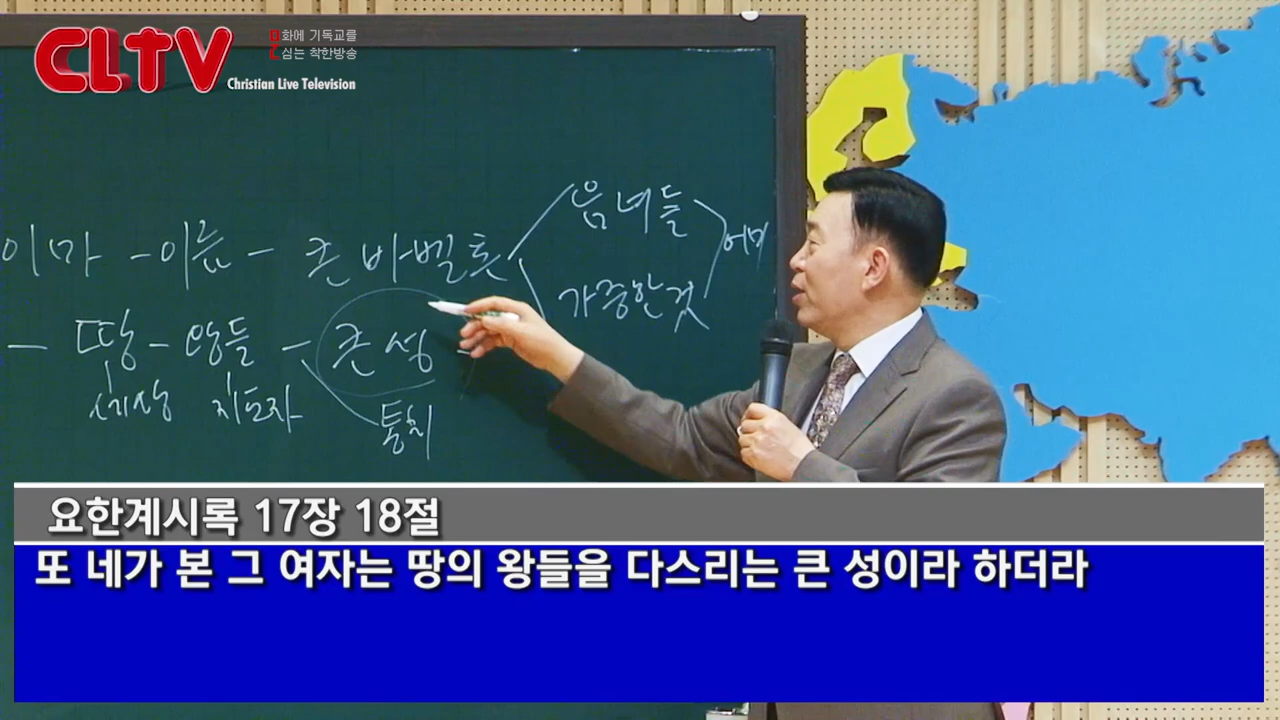 CLTV
문화에 기독교를
심는 착한방송
Christian Live Television
이마 - 이름 - 큰 바벨론
음녀들
가증한 것
어미
- 땅 - 왕들 - 큰 성 -
세상 지도자
통치
요한계시록 17장 18절
또 네가 본 그 여자는 땅의 왕들을 다스리는 큰 성이라 하더라